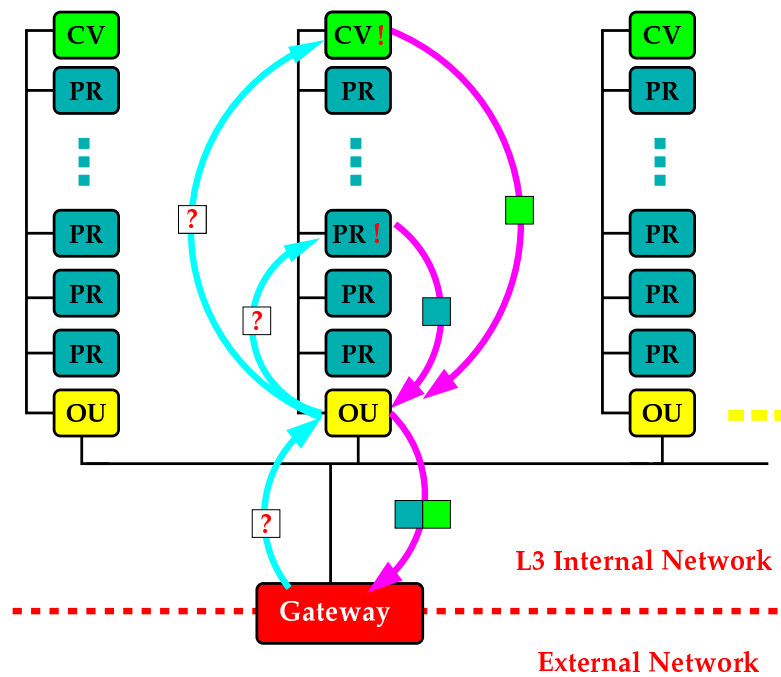 CV CV! CV
PR PR PR
? PR PR! PR
?
PR PR PR
PR PR PR
OU OU OU
?
L3 Internal Network
Gateway
External Network